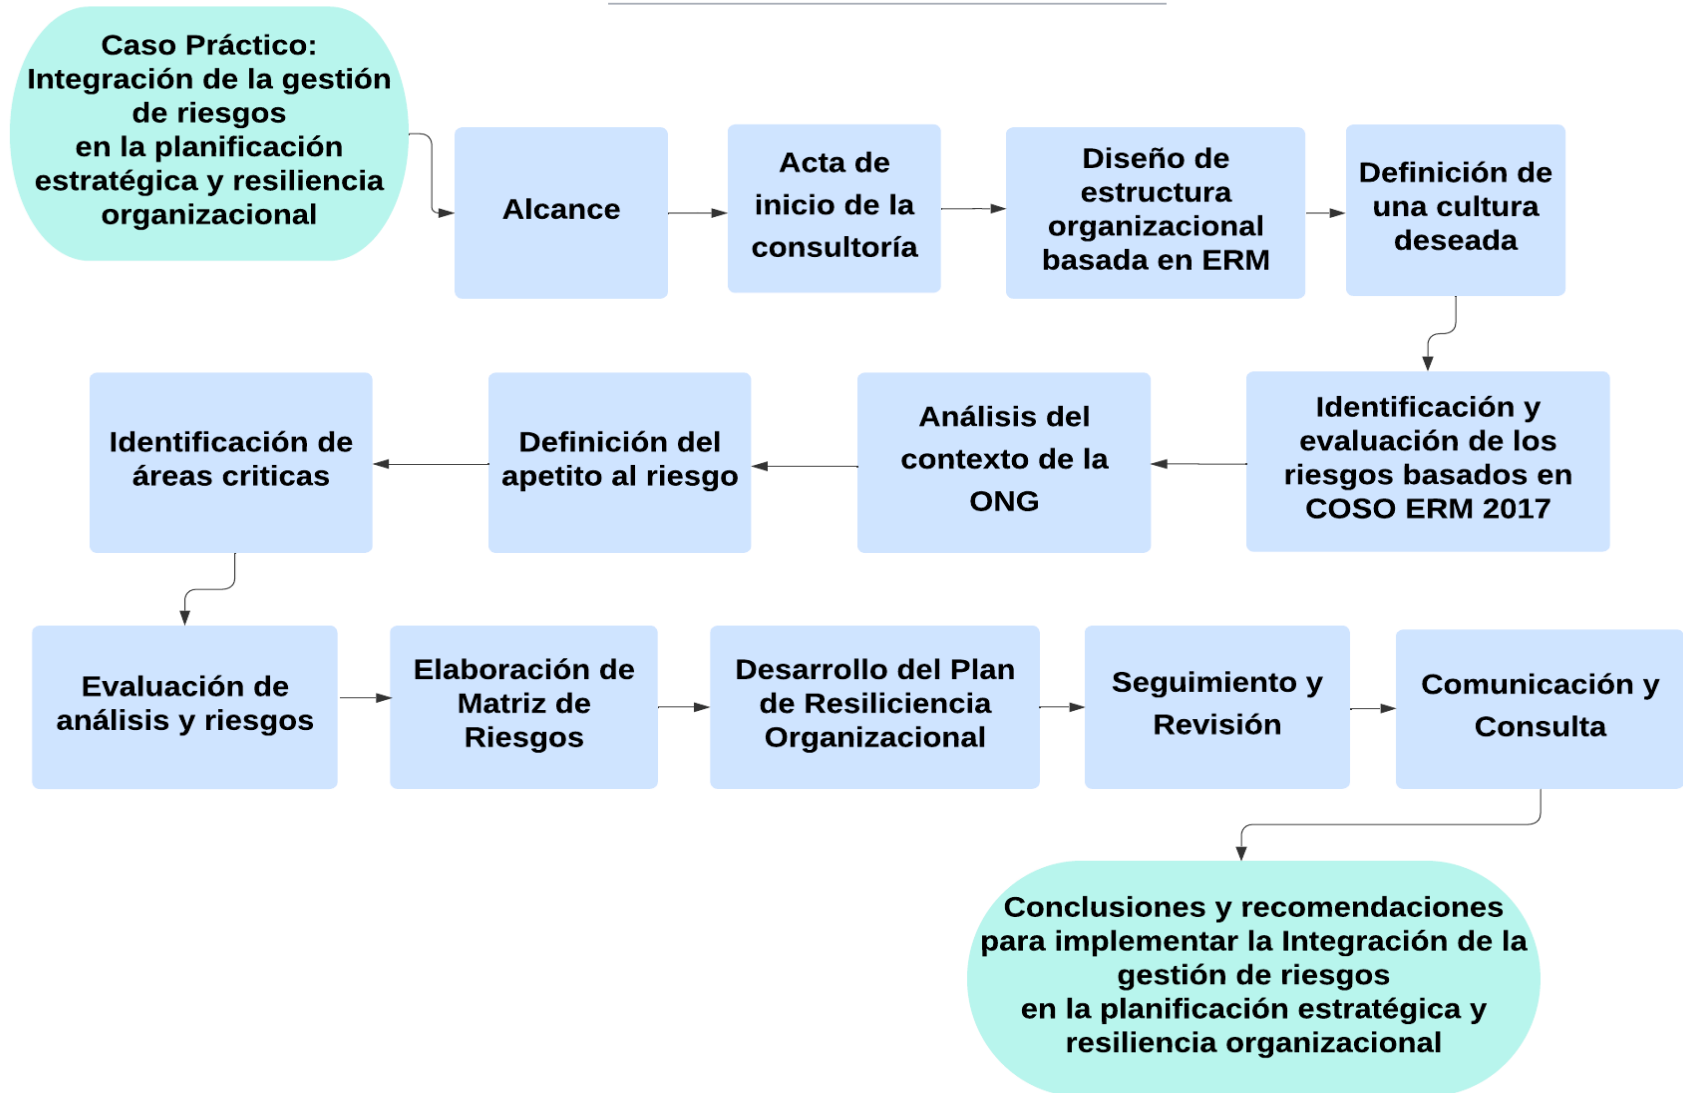 Caso Práctico:
Integración de la gestión
de riesgos
en la planificación
estratégica y resiliencia
organizacional
Alcance
Acta de
inicio de la
consultoría
Diseño de
estructura
organizacional
basada en ERM
Definición de
una cultura
deseada
Identificación y
evaluación de los
riesgos basados en
COSO ERM 2017
Análisis del
contexto de la
ONG
Definición del
apetito al riesgo
Identificación de
áreas criticas
Evaluación de
análisis y riesgos
Elaboración de
Matriz de
Riesgos
Desarrollo del Plan
de Resiliciencia
Organizacional
Seguimiento y
Revisión
Comunicación y
Consulta
Conclusiones y recomendaciones
para implementar la Integración de la
gestión de riesgos
en la planificación estratégica y
resiliencia organizacional